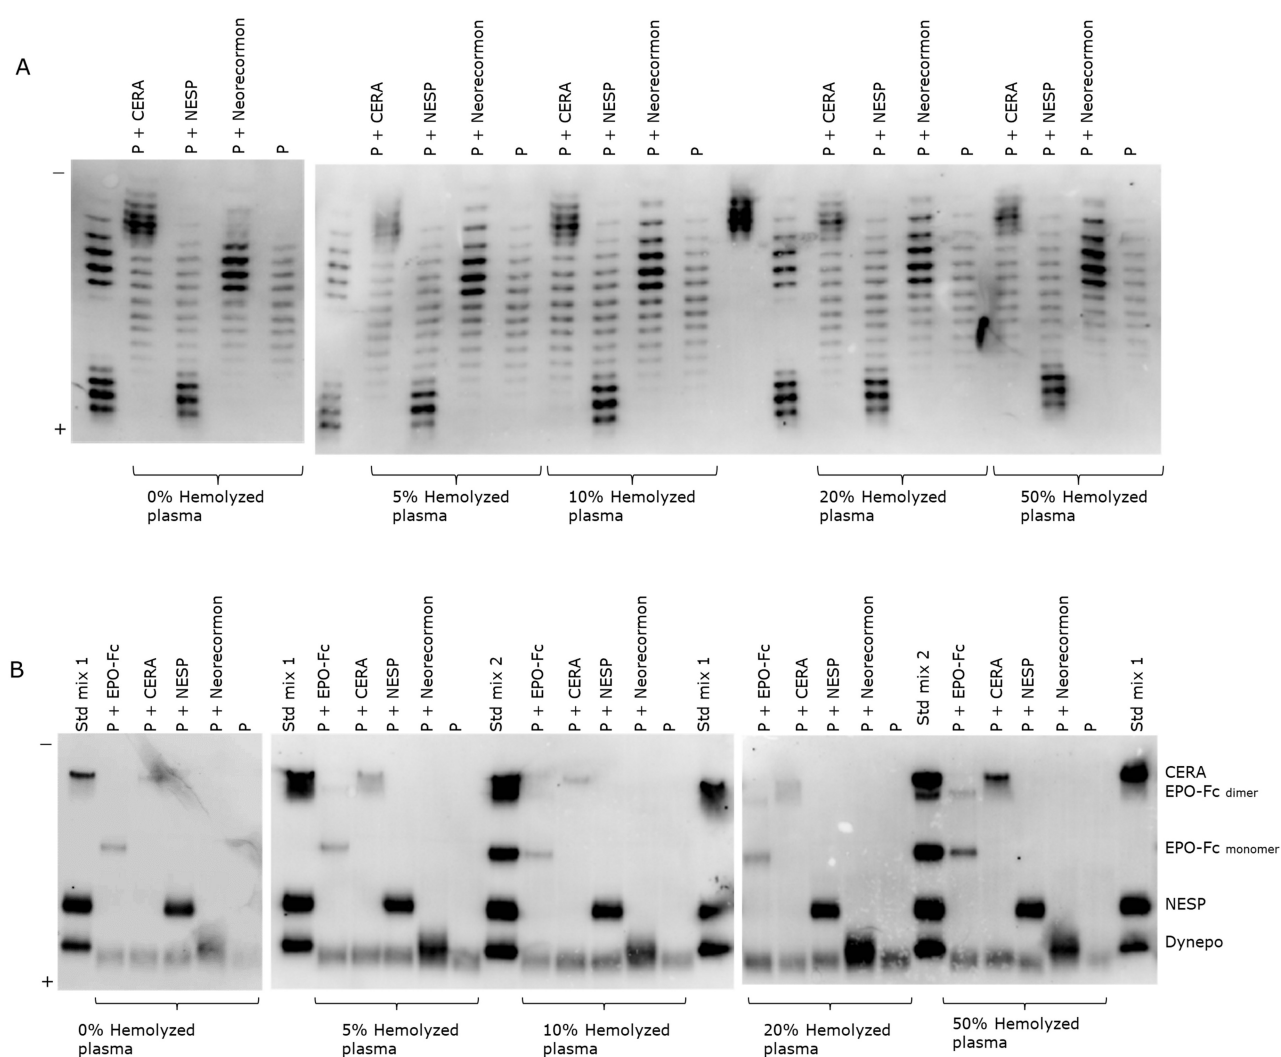 A
P + CERA
P + NESP
P + Neorecormon
P
P + CERA
P + NESP
P + Neorecormon
P
P + CERA
P + NESP
P + Neorecormon
P
P + CERA
P + NESP
P + Neorecormon
P
P + CERA
P + NESP
P + Neorecormon
P
−
+
0% Hemolyzed
plasma
5% Hemolyzed
plasma
10% Hemolyzed
plasma
20% Hemolyzed
plasma
50% Hemolyzed
plasma
B
Std mix 1
P + EPO-Fc
P + CERA
P + NESP
P + Neorecormon
P
Std mix 1
P + EPO-Fc
P + CERA
P + NESP
P + Neorecormon
P
Std mix 2
P + EPO-Fc
P + CERA
P + NESP
P + Neorecormon
P
Std mix 1
P + EPO-Fc
P + CERA
P + NESP
P + Neorecormon
P
Std mix 2
P + EPO-Fc
P + CERA
P + NESP
P + Neorecormon
P
Std mix 1
−
CERA
EPO-Fc dimer
EPO-Fc monomer
NESP
Dynepo
+
0% Hemolyzed
plasma
5% Hemolyzed
plasma
10% Hemolyzed
plasma
20% Hemolyzed
plasma
50% Hemolyzed
plasma